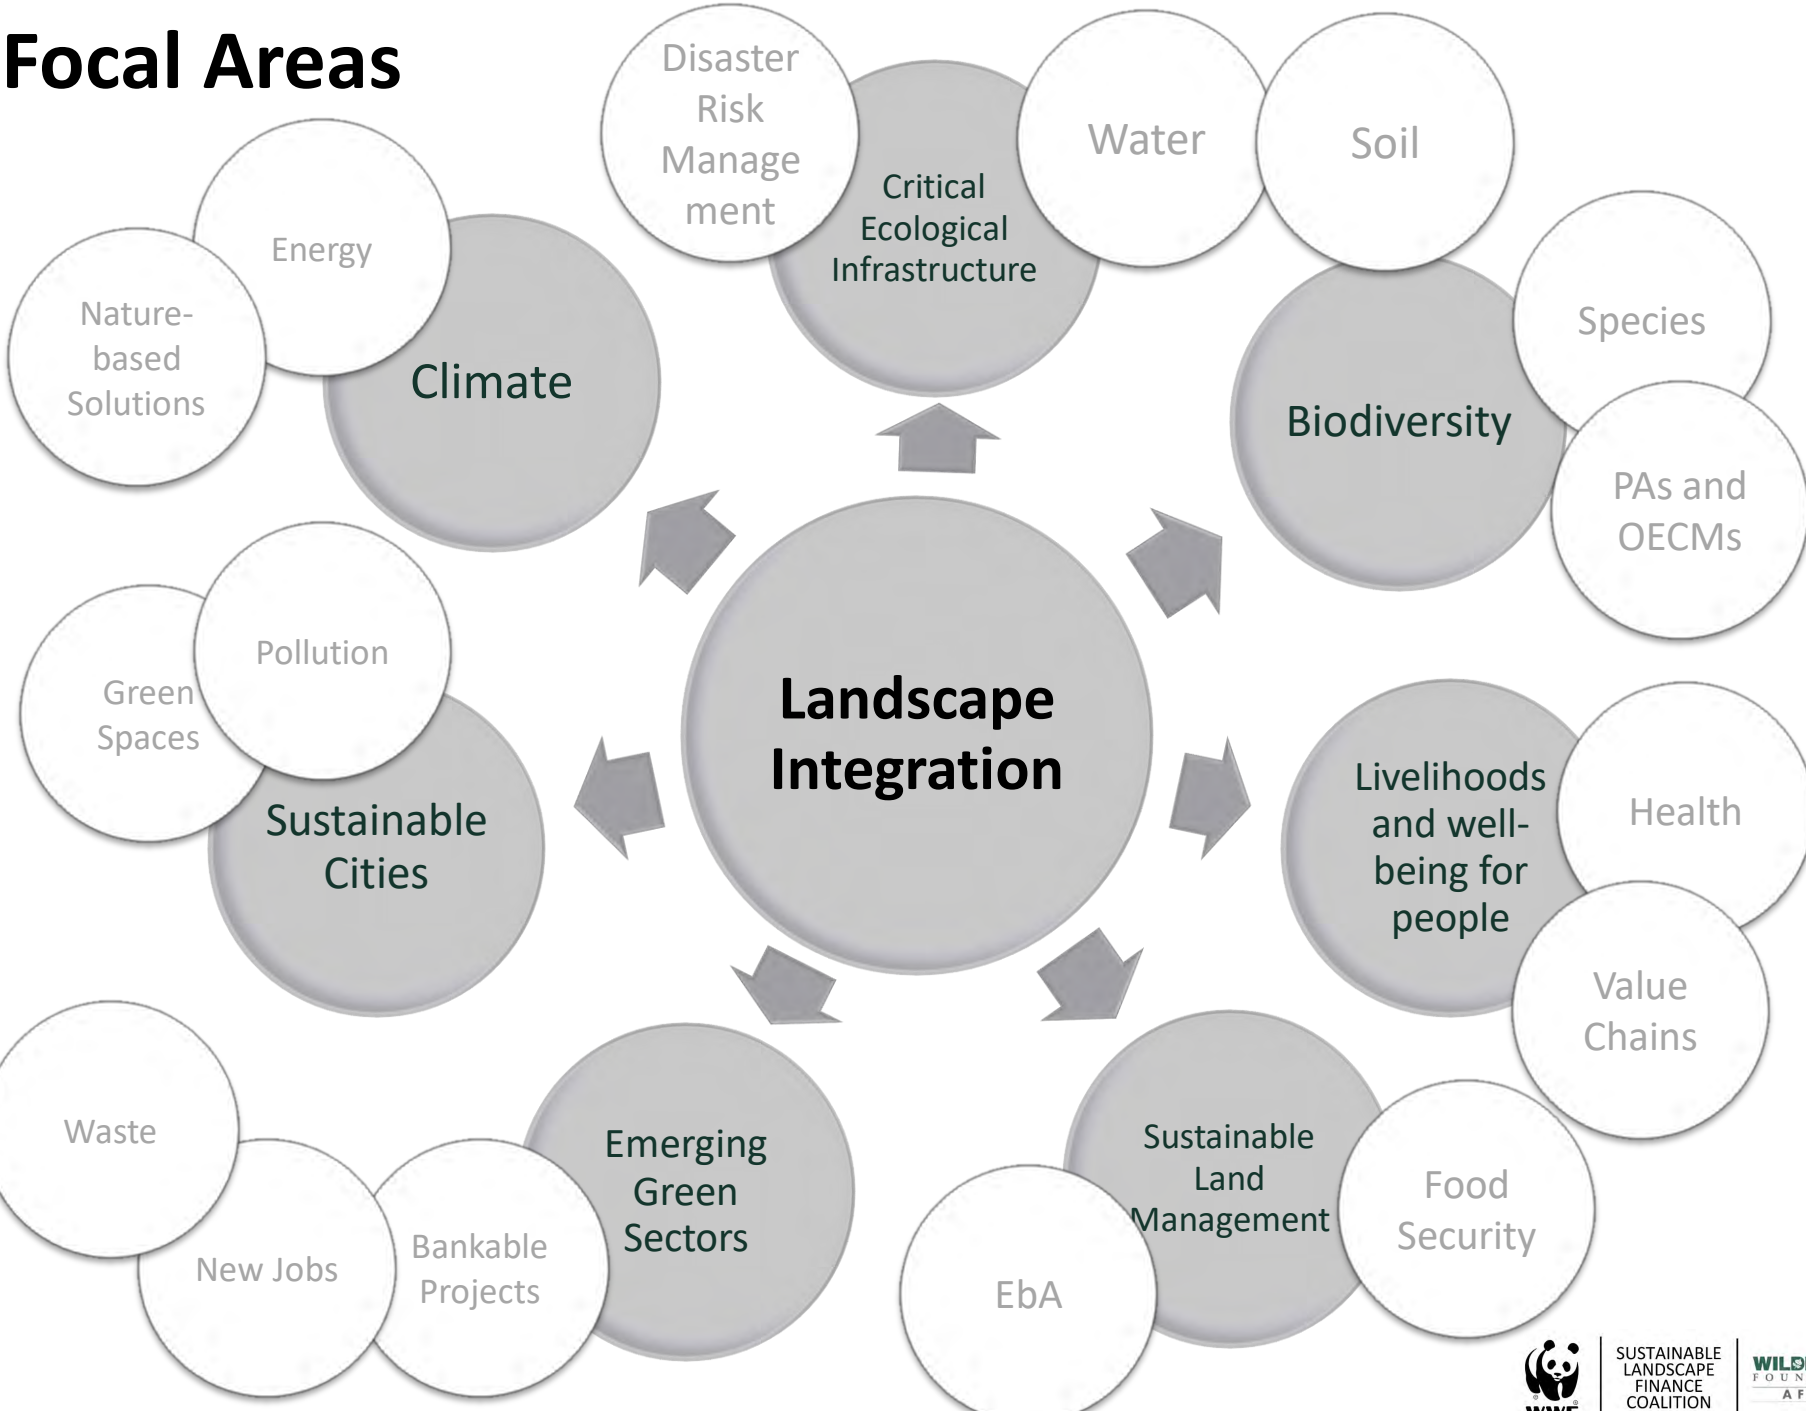 Focal Areas
Disaster
Risk
Manage
ment
Critical
Ecological
Infrastructure
Water
Soil
Energy
Nature-
based
Solutions
Climate
Species
Biodiversity
PAs and
OECMs
Landscape
Integration
Pollution
Green
Spaces
Sustainable
Cities
Livelihoods
and well-
being for
people
Health
Value
Chains
Waste
New Jobs
Bankable
Projects
Emerging
Green
Sectors
Sustainable
Land
Management
EbA
Food
Security
WWF
SUSTAINABLE
LANDSCAPE
FINANCE
COALITION